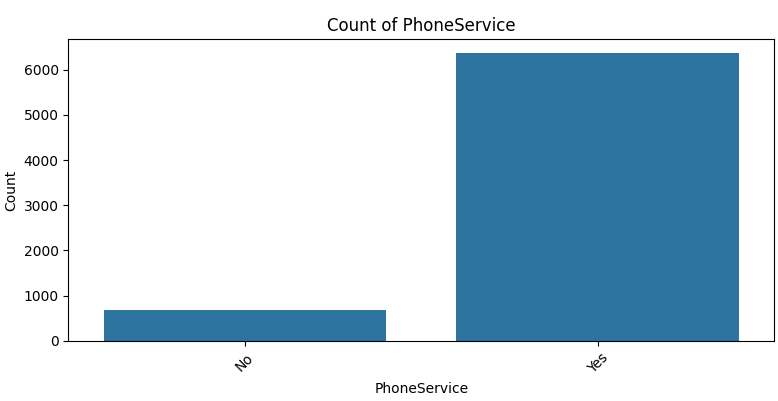 Count of PhoneService
6000
5000
4000
3000
2000
1000
0
Count
No
Yes
PhoneService